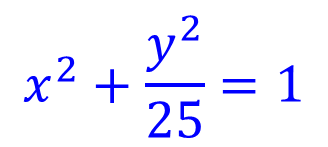 x² + y²/25 = 1